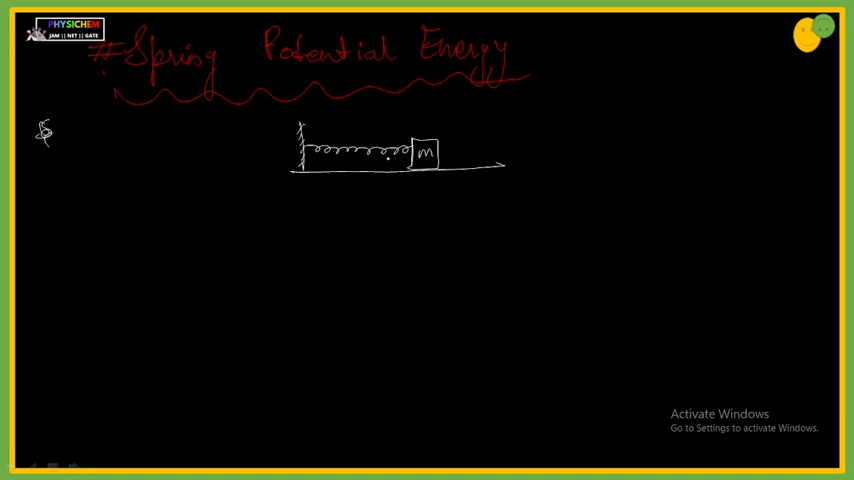 PHYSICHEM
JAM || NET || GATE
# Spring Potential Energy
m
Activate Windows
Go to Settings to activate Windows.